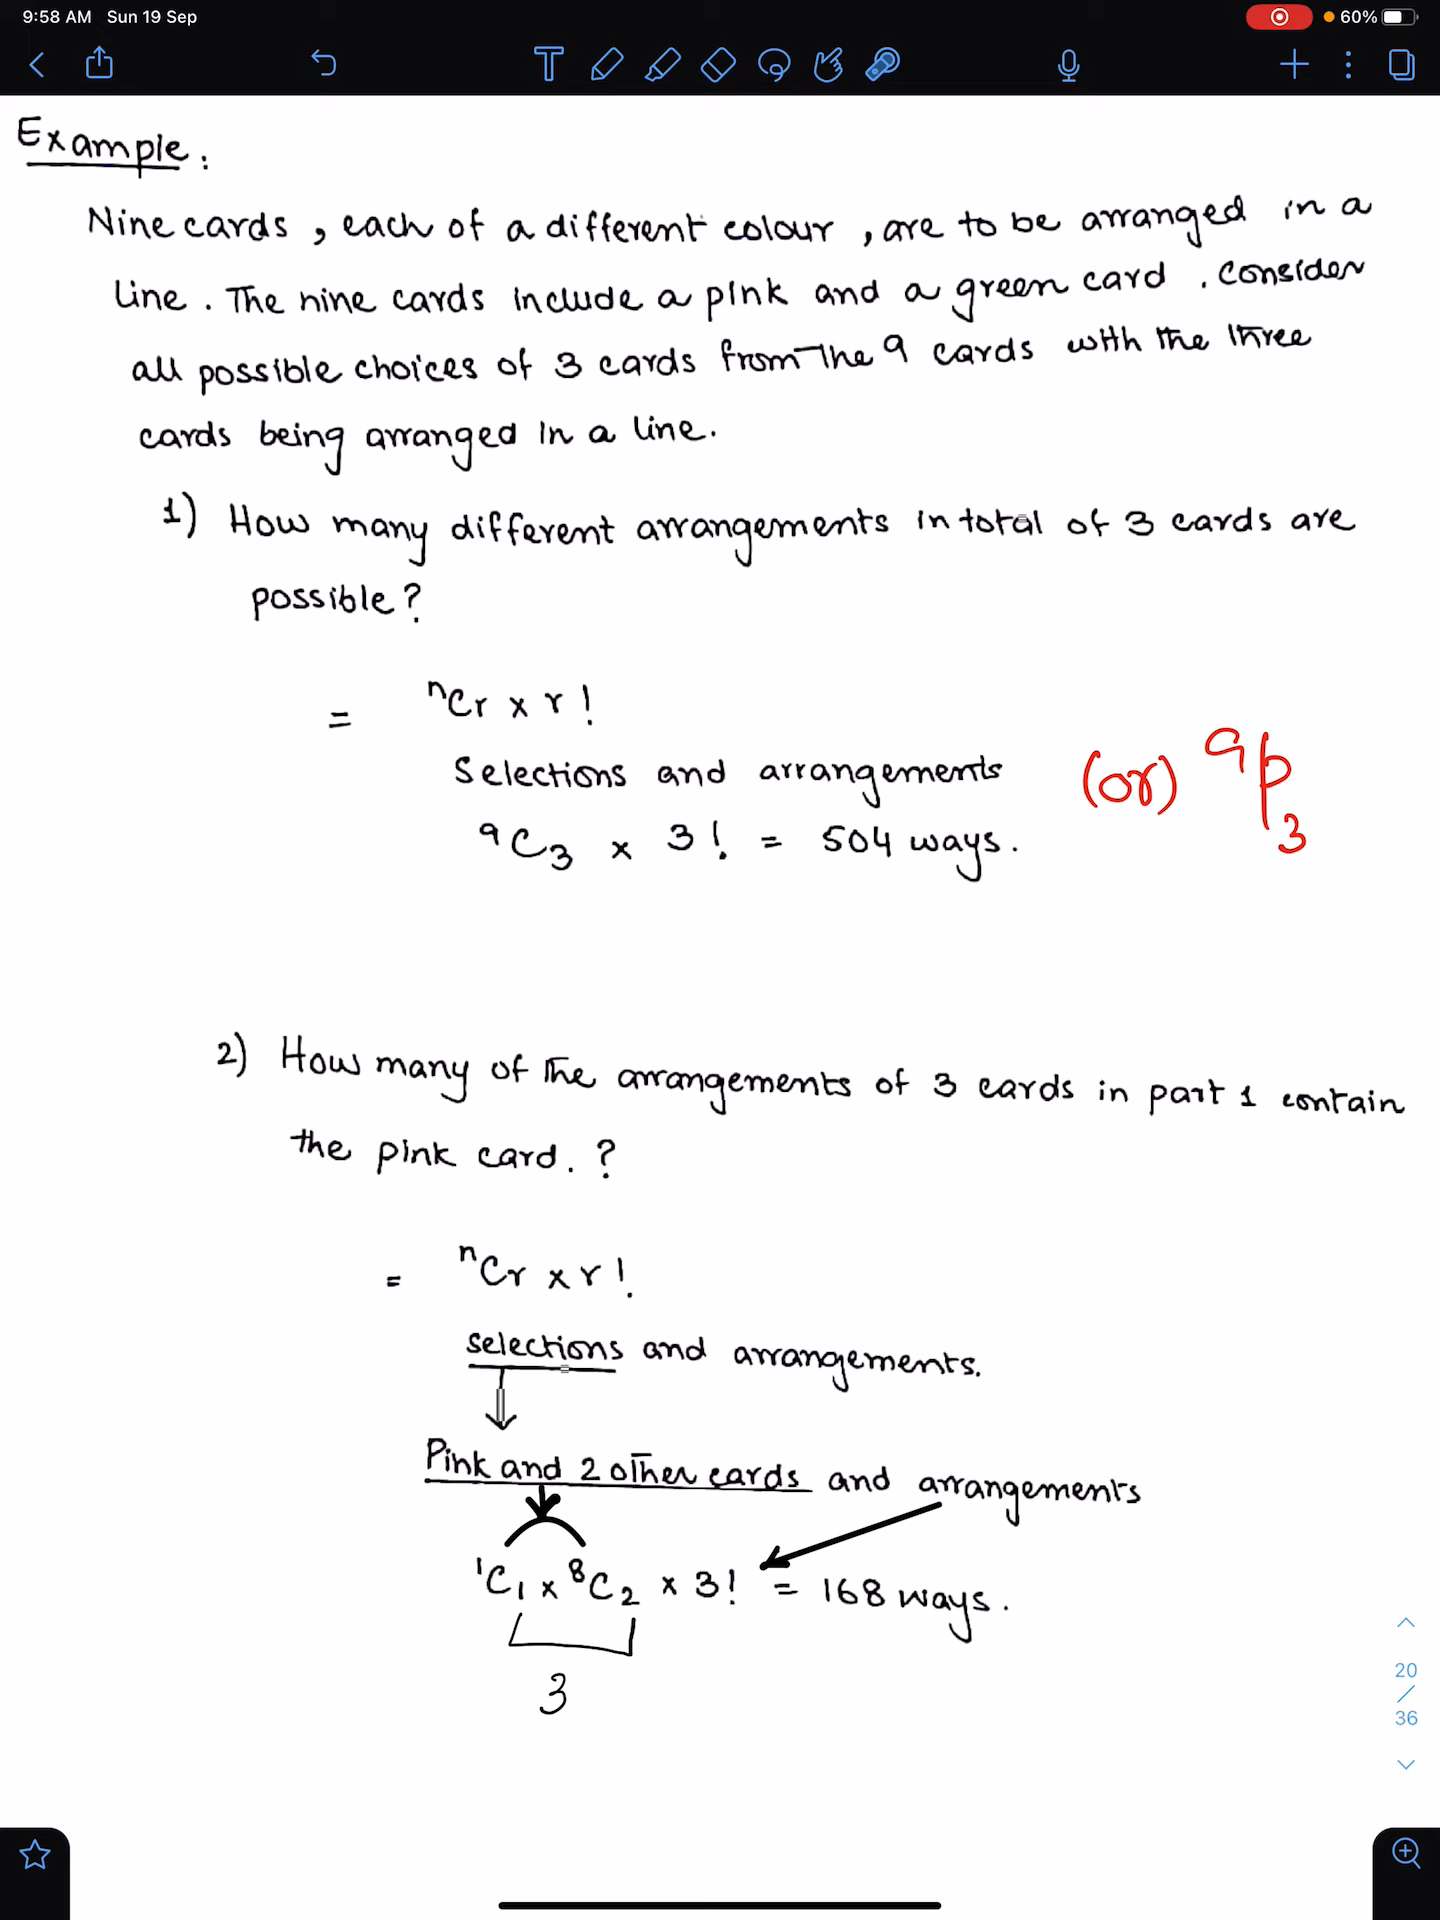 9:58 AM Sun 19 Sep
60%
Example:
Nine cards, each of a different colour, are to be arranged in a
line. The nine cards include a pink and a green card. Consider
all possible choices of 3 cards from the 9 cards with the three
cards being arranged in a line.
1) How many different arrangements in total of 3 cards are
possible?
= ⁿCr × r!
Selections and arrangements (or) ⁹P₃
⁹C₃ × 3! = 504 ways.
2) How many of the arrangements of 3 cards in part 1 contain
the pink card.?
= ⁿCr × r!
selections and arrangements.
Pink and 2 other cards and arrangements
¹C₁ × ⁸C₂ × 3! = 168 ways.
3
20
/
36